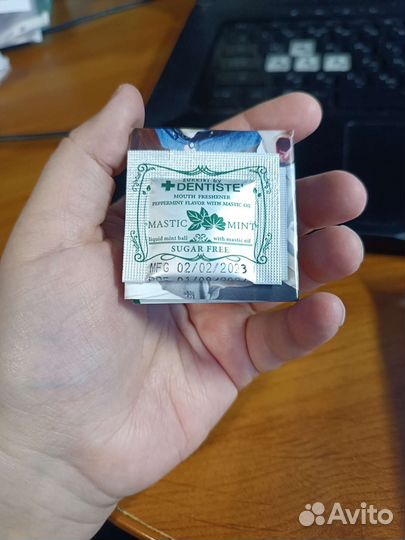 DENTISTE'
MOUTH FRESHENER
PEPPERMINT FLAVOR WITH MASTIC OIL
MASTIC MINT
liquid mint ball with mastic oil
SUGAR FREE
MFG 02/02/2023
Avito